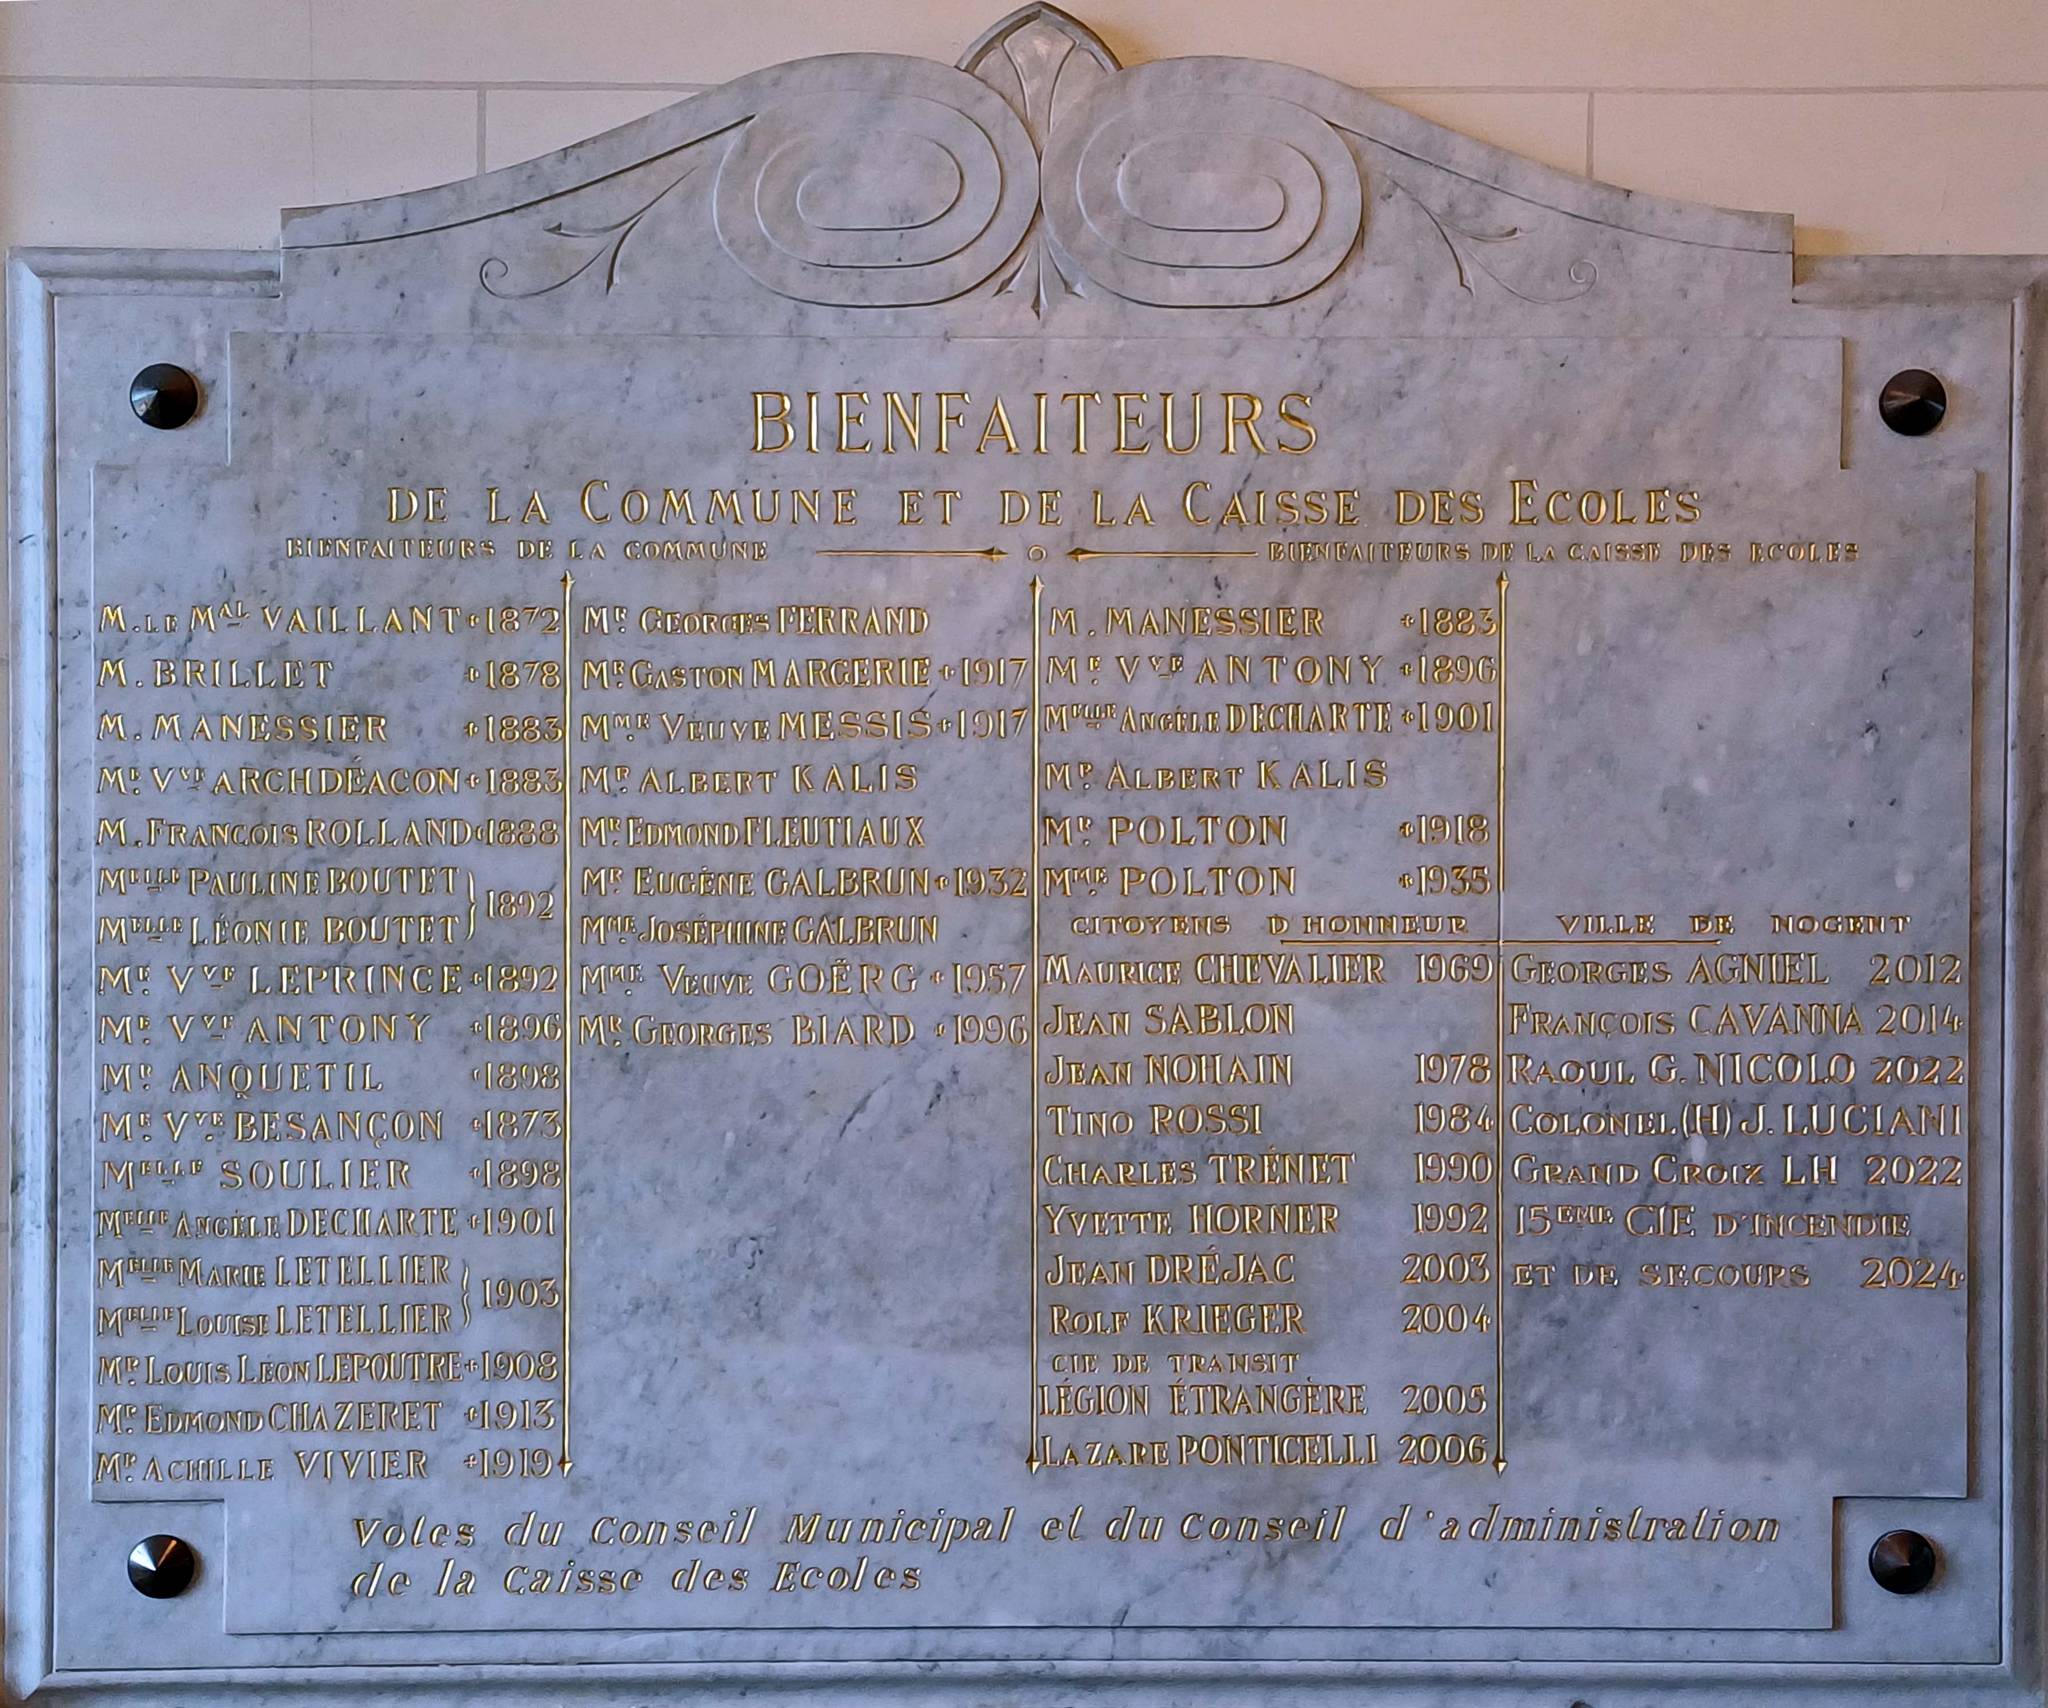 BIENFAITEURS
DE LA COMMUNE ET DE LA CAISSE DES ECOLES
BIENFAITEURS DE LA COMMUNE
M. LE MAL VAILLANT + 1872
M. BRILLET + 1878
M. MANESSIER + 1883
ME. VVE ARCHDÉACON + 1883
M. FRANÇOIS ROLLAND + 1888
MELLE PAULINE BOUTET } 1892
MELLE LÉONIE BOUTET
ME. VVE LEPRINCE + 1892
ME. VVE ANTONY + 1896
MR. ANQUETIL + 1898
ME. VVE BESANÇON + 1873
MELLE SOULIER + 1898
MELLE ANGÈLE DECHARTE + 1901
MELLE MARIE LETELLIER } 1903
MELLE LOUISE LETELLIER
MR. LOUIS LÉON LEPOUTRE + 1908
MR. EDMOND CHAZERET + 1913
MR. ACHILLE VIVIER + 1919
MR. GEORGES FERRAND
MR. GASTON MARGERIE + 1917
MME. VEUVE MESSIS + 1917
MR. ALBERT KALIS
MR. EDMOND FLEUTIAUX
MR. EUGÈNE GALBRUN + 1932
MME. JOSÉPHINE GALBRUN
MME. VEUVE GOËRG + 1957
MR. GEORGES BIARD + 1996
BIENFAITEURS DE LA CAISSE DES ECOLES
M. MANESSIER + 1883
ME. VVE ANTONY + 1896
MELLE ANGÈLE DECHARTE + 1901
MR. ALBERT KALIS
MR. POLTON + 1918
MME. POLTON + 1935
CITOYENS D'HONNEUR VILLE DE NOGENT
MAURICE CHEVALIER 1969
JEAN SABLON
JEAN NOHAIN 1978
TINO ROSSI 1984
CHARLES TRÉNET 1990
YVETTE HORNER 1992
JEAN DRÉJAC 2003
ROLF KRIEGER 2004
CIE DE TRANSIT
LÉGION ÉTRANGÈRE 2005
LAZARE PONTICELLI 2006
GEORGES AGNIEL 2012
FRANÇOIS CAVANNA 2014
RAOUL G. NICOLO 2022
COLONEL (H) J. LUCIANI
GRAND CROIX LH 2022
15EME CIE D'INCENDIE
ET DE SECOURS 2024
Votes du Conseil Municipal et du Conseil d'administration
de la Caisse des Ecoles